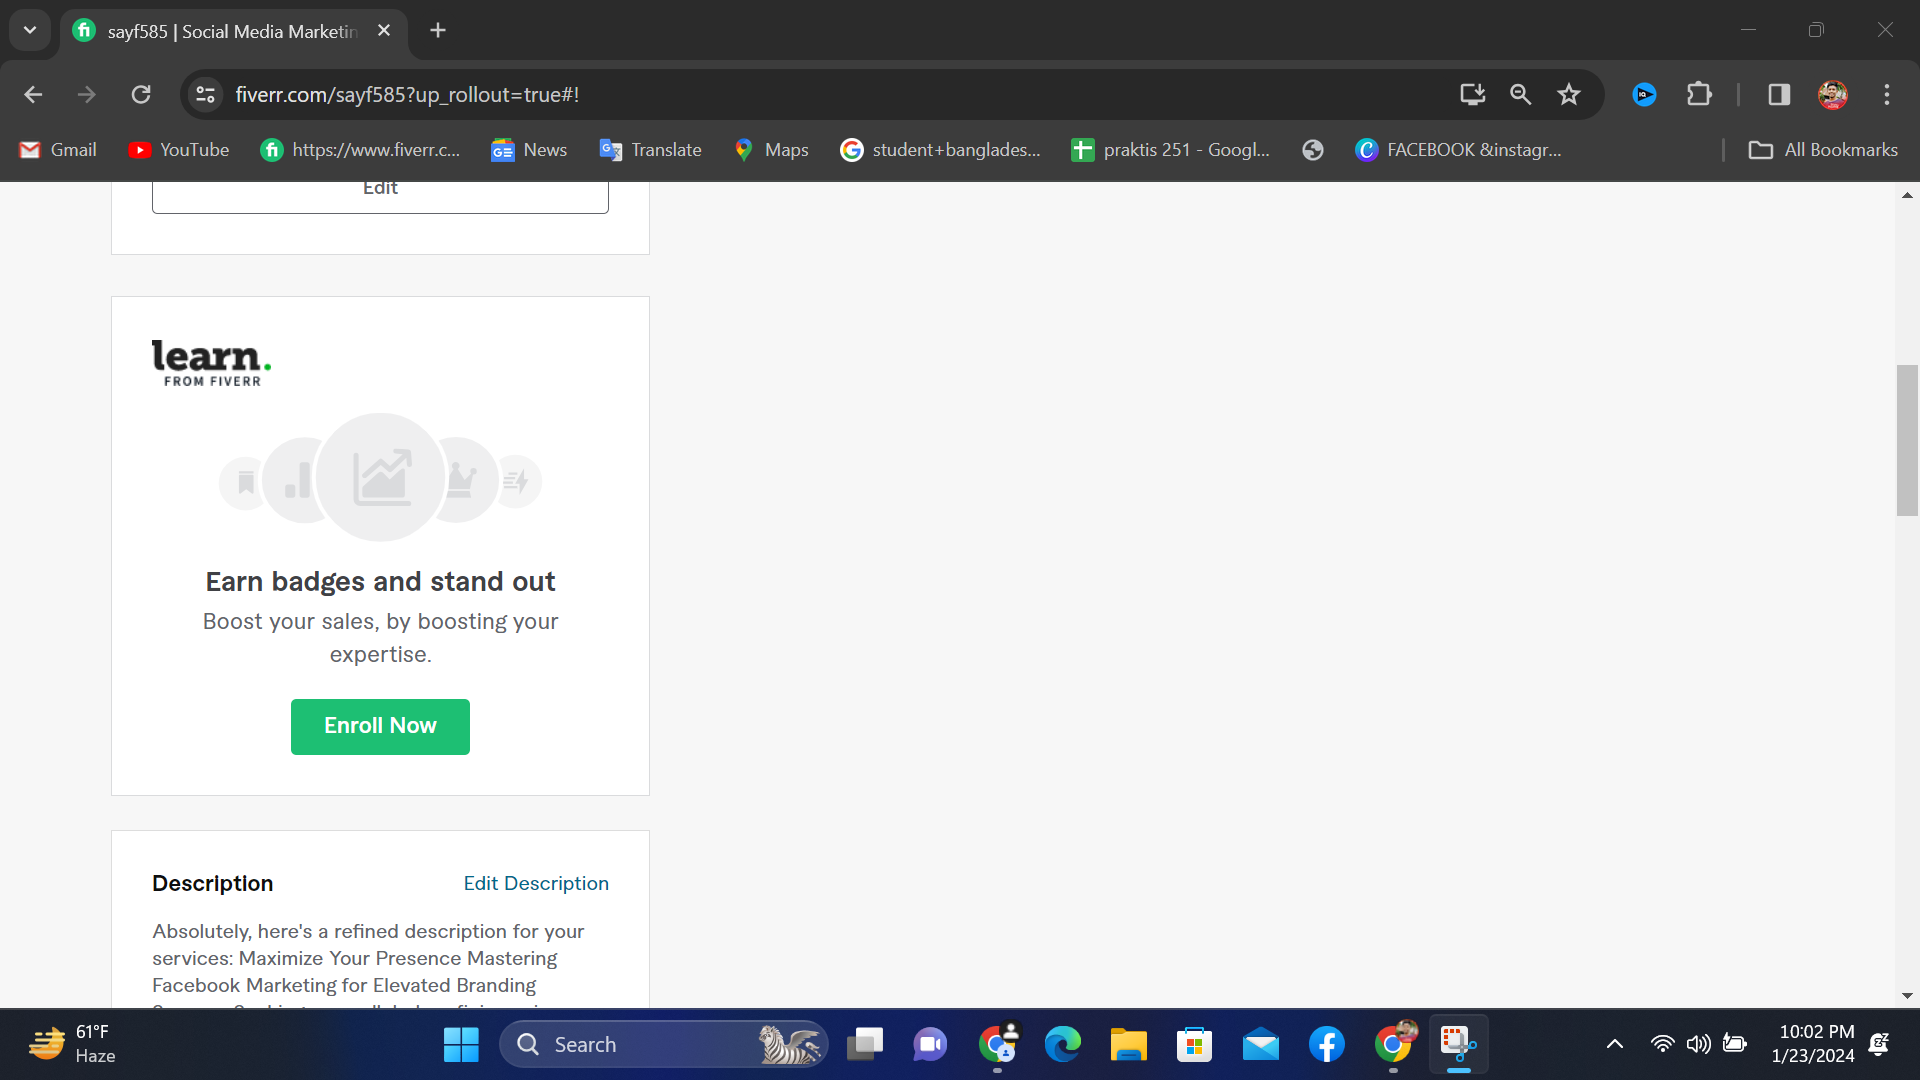 sayf585 | Social Media Marketin
fiverr.com/sayf585?up_rollout=true#!
Gmail
YouTube
https://www.fiverr.c...
News
Translate
Maps
student+banglades...
praktis 251 - Googl...
FACEBOOK &instagr...
All Bookmarks
Edit
learn.
FROM FIVERR
Earn badges and stand out
Boost your sales, by boosting your
expertise.
Enroll Now
Description
Edit Description
Absolutely, here's a refined description for your
services: Maximize Your Presence Mastering
Facebook Marketing for Elevated Branding
61°F
Haze
Search
10:02 PM
1/23/2024